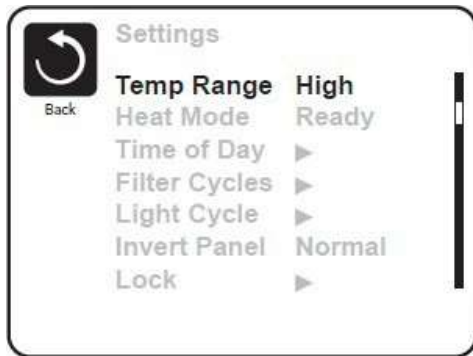 Settings
Back
Temp Range High
Heat Mode Ready
Time of Day ▶
Filter Cycles ▶
Light Cycle ▶
Invert Panel Normal
Lock ▶